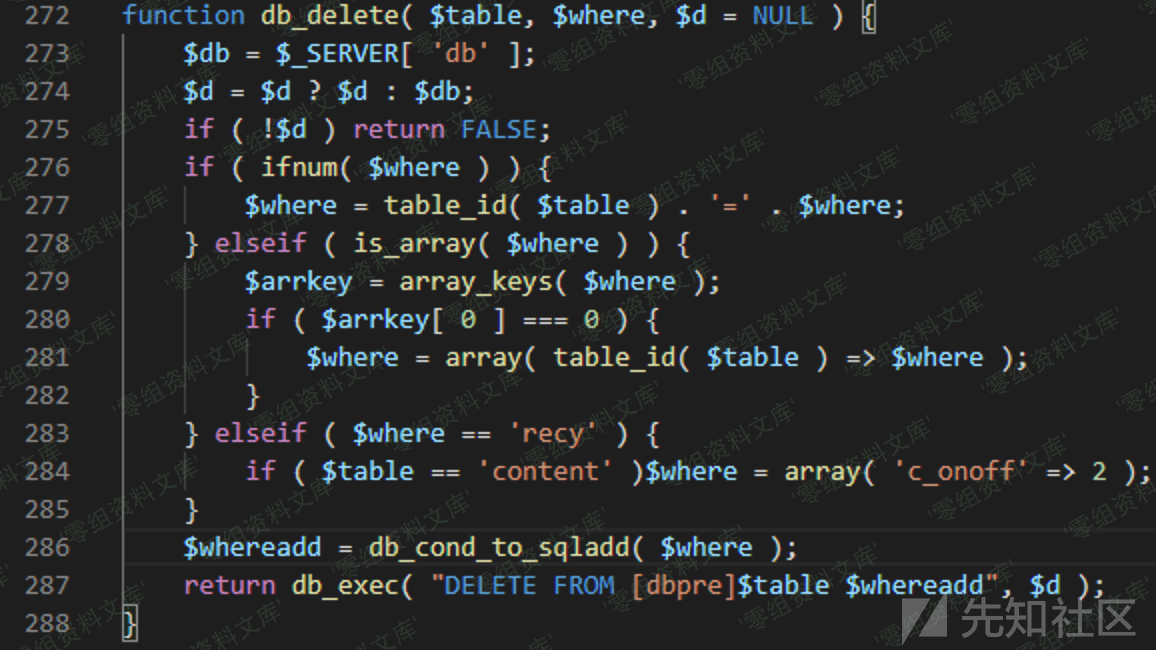 272 function db_delete( $table, $where, $d = NULL ) {
273 $db = $_SERVER[ 'db' ];
274 $d = $d ? $d : $db;
275 if ( !$d ) return FALSE;
276 if ( ifnum( $where ) ) {
277 $where = table_id( $table ) . '=' . $where;
278 } elseif ( is_array( $where ) ) {
279 $arrkey = array_keys( $where );
280 if ( $arrkey[ 0 ] === 0 ) {
281 $where = array( table_id( $table ) => $where );
282 }
283 } elseif ( $where == 'recy' ) {
284 if ( $table == 'content' )$where = array( 'c_onoff' => 2 );
285 }
286 $whereadd = db_cond_to_sqladd( $where );
287 return db_exec( "DELETE FROM [dbpre]$table $whereadd", $d );
288 }
'零组资料文库'
先知社区